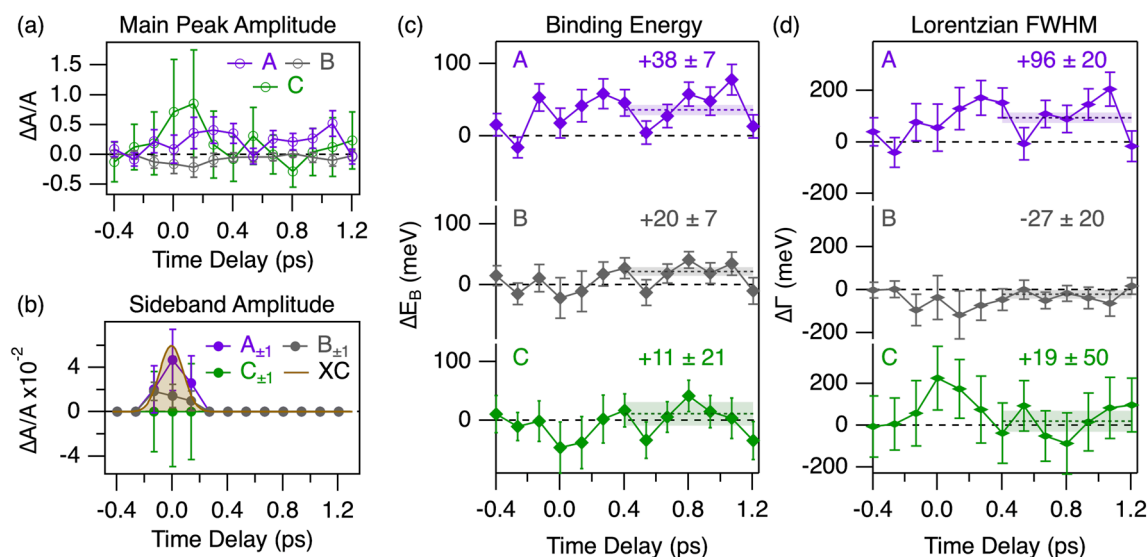 (a) Main Peak Amplitude
A B
C
1.5
1.0
0.5
0.0
-0.5
ΔA/A
-0.4 0.0 0.4 0.8 1.2
Time Delay (ps)
(b) Sideband Amplitude
A±1 B±1
C±1 XC
4
0
-4
ΔA/A x10⁻²
-0.4 0.0 0.4 0.8 1.2
Time Delay (ps)
(c) Binding Energy
A +38 ± 7
100
0
B +20 ± 7
100
0
C +11 ± 21
100
0
ΔE_B (meV)
-0.4 0.0 0.4 0.8 1.2
Time Delay (ps)
(d) Lorentzian FWHM
A +96 ± 20
200
0
-200
B -27 ± 20
200
0
-200
C +19 ± 50
200
0
-200
ΔΓ (meV)
-0.4 0.0 0.4 0.8 1.2
Time Delay (ps)